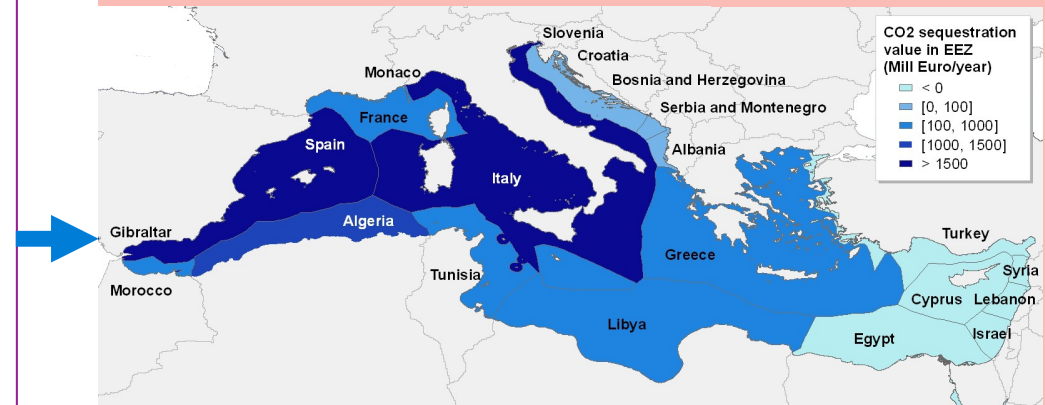 Slovenia
Croatia
Bosnia and Herzegovina
Serbia and Montenegro
Albania
Monaco
France
Spain
Italy
Algeria
Gibraltar
Morocco
Tunisia
Greece
Libya
Turkey
Syria
Cyprus
Lebanon
Israel
Egypt
CO2 sequestration
value in EEZ
(Mill Euro/year)
< 0
[0, 100]
[100, 1000]
[1000, 1500]
> 1500